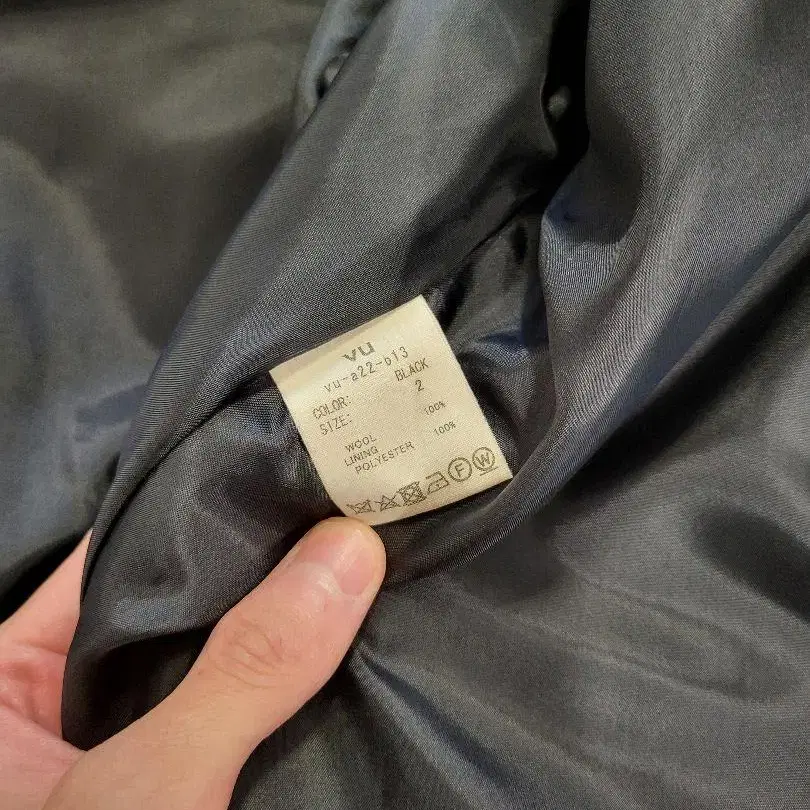 vu
vu-a22-b13
COLOR: BLACK
SIZE: 2
WOOL 100%
LINING
POLYESTER 100%
F W